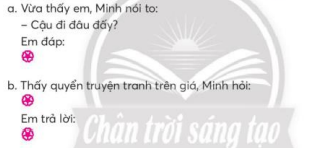 a. Vừa thấy em, Minh nói to:
– Cậu đi đâu đấy?
Em đáp:
b. Thấy quyển truyện tranh trên giá, Minh hỏi:
Em trả lời:
Chân trời sáng tạo